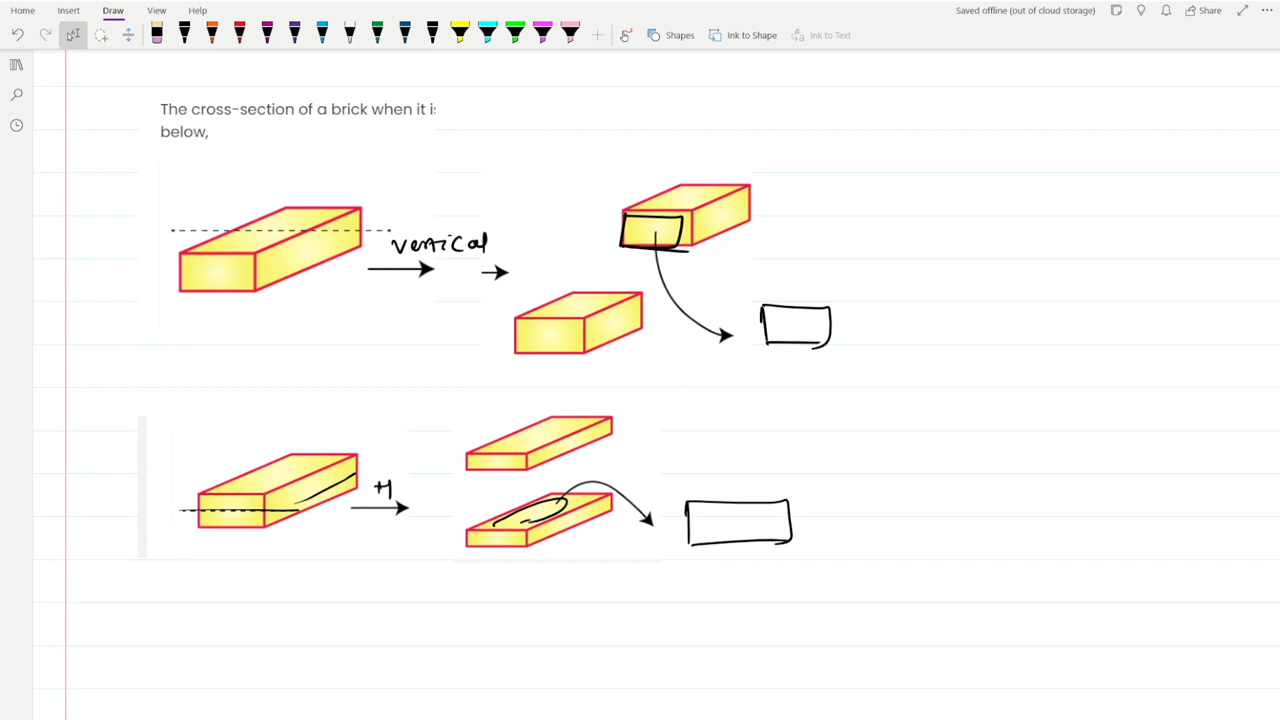 Home Insert Draw View Help
Saved offline (out of cloud storage)
Share
Shapes
Ink to Shape
Ink to Text
The cross-section of a brick when it is
below,
vertical
H